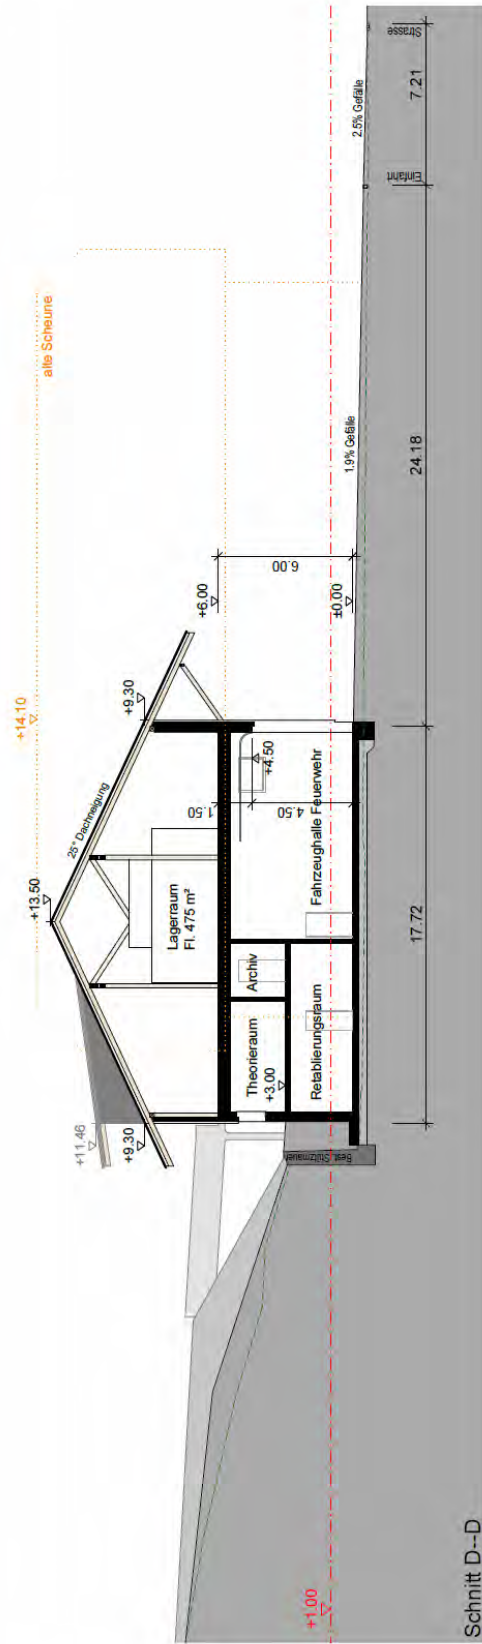 alte Scheune
+14.10
+13.50
25° Dachneigung
+11.46
+9.30
+9.30
Lagerraum
Fl. 475 m²
+6.00
6.00
±0.00
1.50
+4.50
4.50
Theorieraum
+3.00
Archiv
Fahrzeughalle Feuerwehr
Retablierungsraum
Best. Stützmauer
1.9% Gefälle
2.5% Gefälle
Einfahrt
Strasse
17.72
24.18
7.21
+1.00
Schnitt D--D